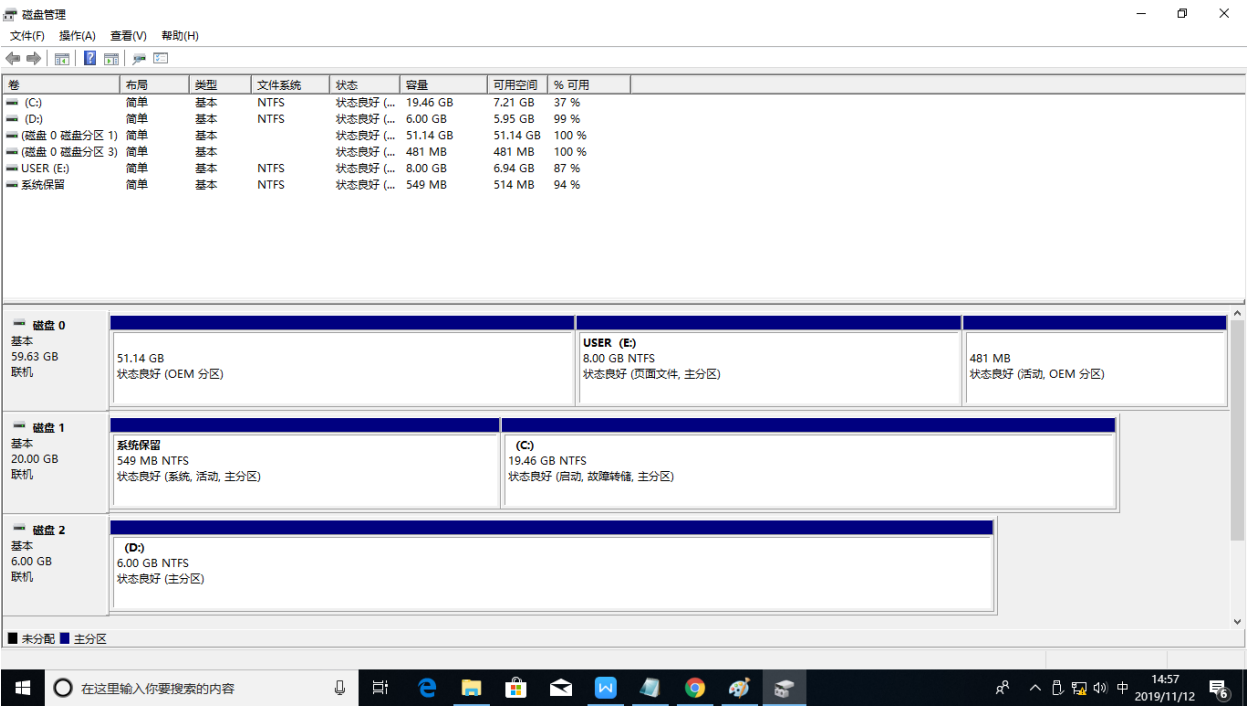 磁盘管理
文件(F) 操作(A) 查看(V) 帮助(H)
卷 布局 类型 文件系统 状态 容量 可用空间 % 可用
(C:) 简单 基本 NTFS 状态良好 (... 19.46 GB 7.21 GB 37 %
(D:) 简单 基本 NTFS 状态良好 (... 6.00 GB 5.95 GB 99 %
(磁盘 0 磁盘分区 1) 简单 基本 状态良好 (... 51.14 GB 51.14 GB 100 %
(磁盘 0 磁盘分区 3) 简单 基本 状态良好 (... 481 MB 481 MB 100 %
USER (E:) 简单 基本 NTFS 状态良好 (... 8.00 GB 6.94 GB 87 %
系统保留 简单 基本 NTFS 状态良好 (... 549 MB 514 MB 94 %
磁盘 0
基本
59.63 GB
联机
51.14 GB
状态良好 (OEM 分区)
USER (E:)
8.00 GB NTFS
状态良好 (页面文件, 主分区)
481 MB
状态良好 (活动, OEM 分区)
磁盘 1
基本
20.00 GB
联机
系统保留
549 MB NTFS
状态良好 (系统, 活动, 主分区)
(C:)
19.46 GB NTFS
状态良好 (启动, 故障转储, 主分区)
磁盘 2
基本
6.00 GB
联机
(D:)
6.00 GB NTFS
状态良好 (主分区)
未分配 主分区
在这里输入你要搜索的内容
中
14:57
2019/11/12
6